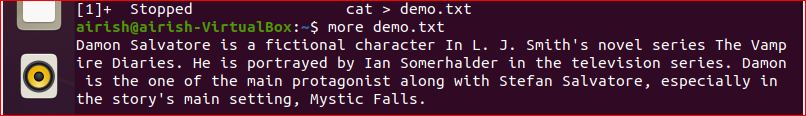 [1]+  Stopped                 cat > demo.txt
airish@airish-VirtualBox:~$ more demo.txt
Damon Salvatore is a fictional character In L. J. Smith's novel series The Vamp
ire Diaries. He is portrayed by Ian Somerhalder in the television series. Damon
 is the one of the main protagonist along with Stefan Salvatore, especially in
the story's main setting, Mystic Falls.